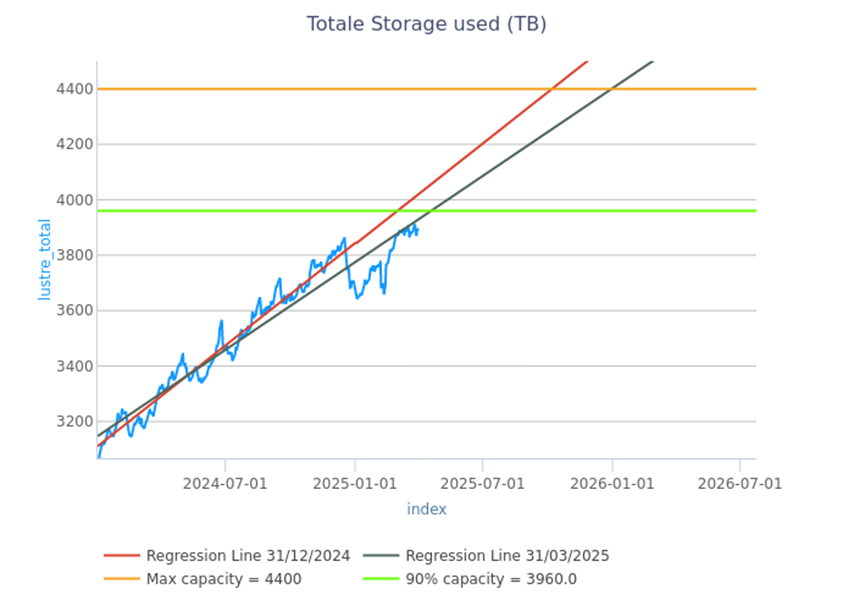 Totale Storage used (TB)
4400
4200
4000
3800
3600
3400
3200
lustre_total
2024-07-01 2025-01-01 2025-07-01 2026-01-01 2026-07-01
index
Regression Line 31/12/2024 Regression Line 31/03/2025
Max capacity = 4400 90% capacity = 3960.0